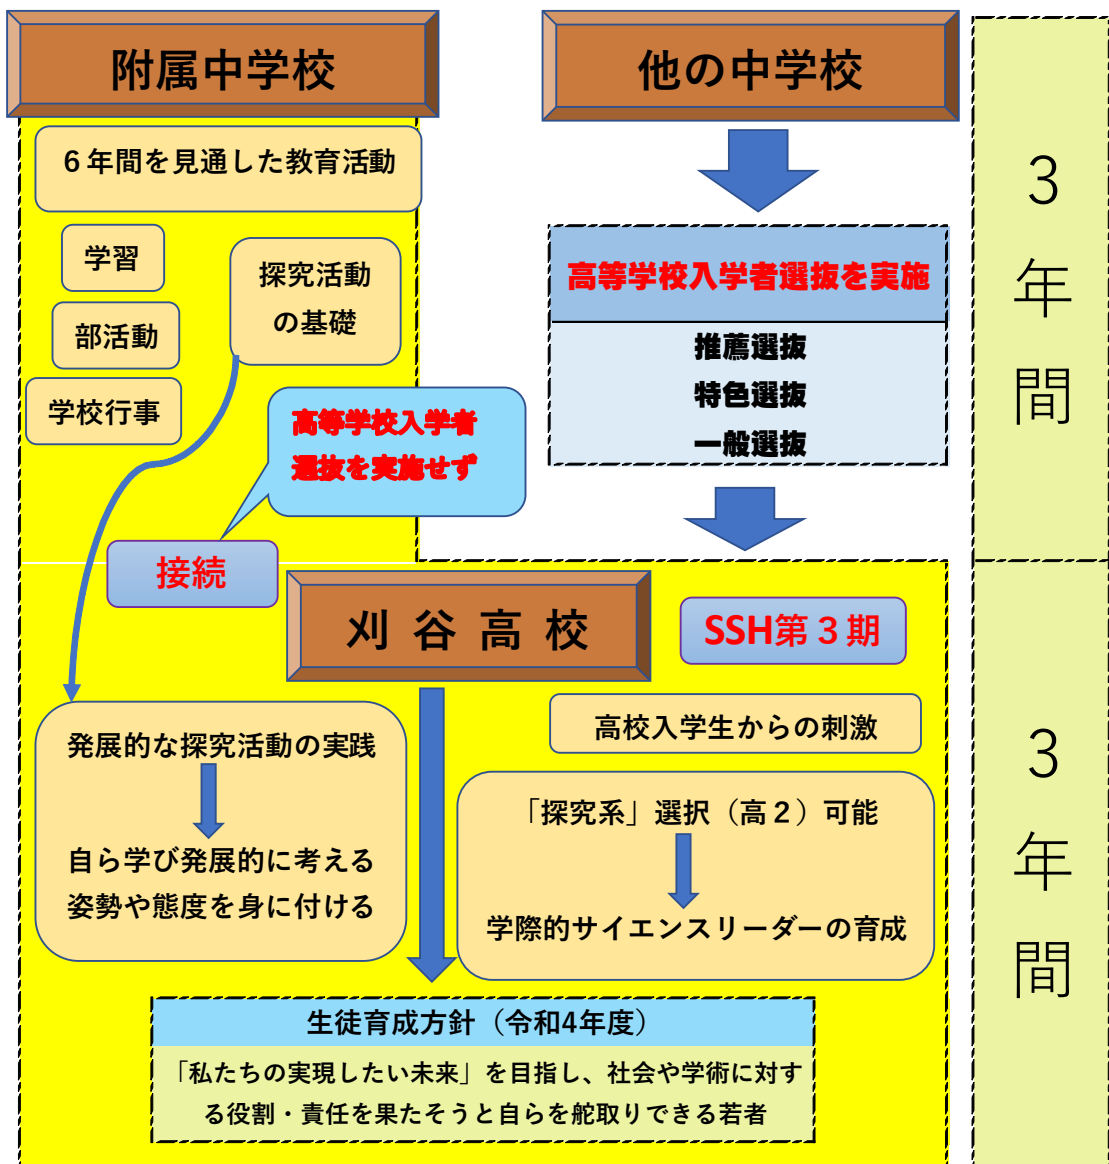 附属中学校
６年間を見通した教育活動
学習
部活動
学校行事
探究活動
の基礎
高等学校入学者
選抜を実施せず
接続
他の中学校
高等学校入学者選抜を実施
推薦選抜
特色選抜
一般選抜
3
年
間
刈谷高校
SSH第３期
発展的な探究活動の実践
自ら学び発展的に考える
姿勢や態度を身に付ける
高校入学生からの刺激
「探究系」選択（高２）可能
学際的サイエンスリーダーの育成
生徒育成方針（令和4年度）
「私たちの実現したい未来」を目指し、社会や学術に対す
る役割・責任を果たそうと自らを舵取りできる若者
3
年
間